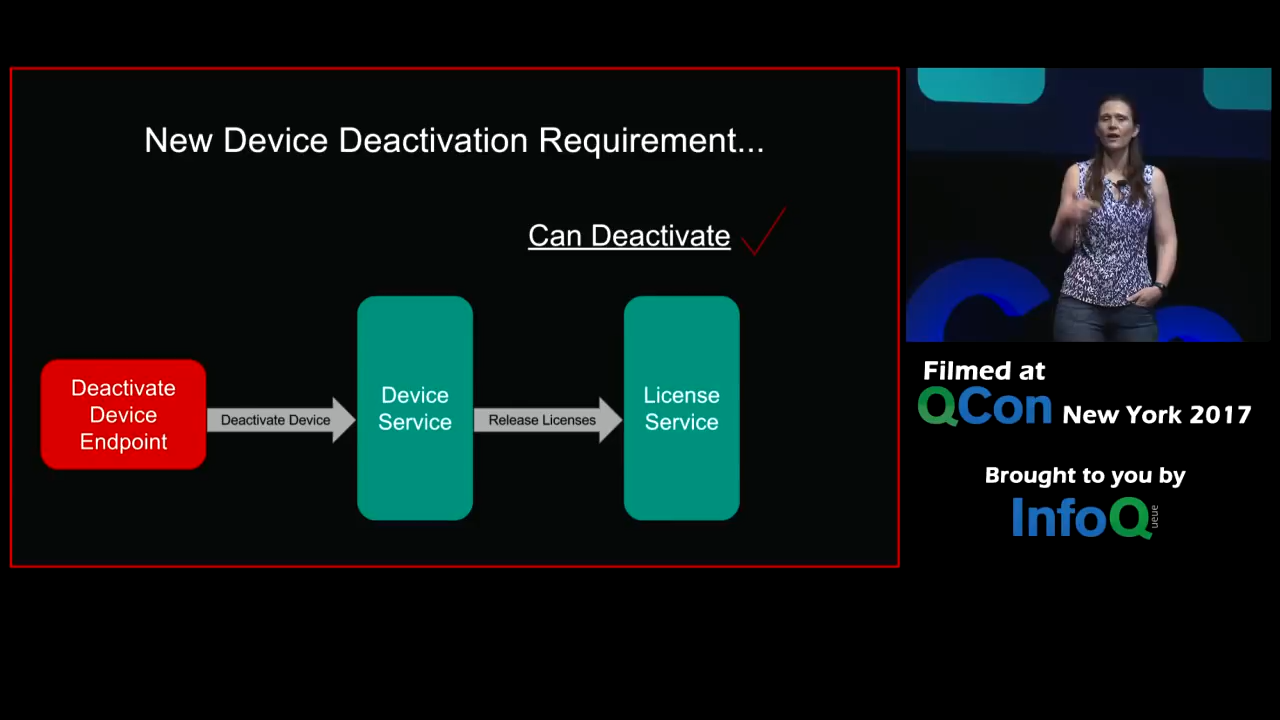 New Device Deactivation Requirement...
Can Deactivate
Deactivate
Device
Endpoint
Deactivate Device
Device
Service
Release Licenses
License
Service
Filmed at
QCon New York 2017
Brought to you by
InfoQ
ueue